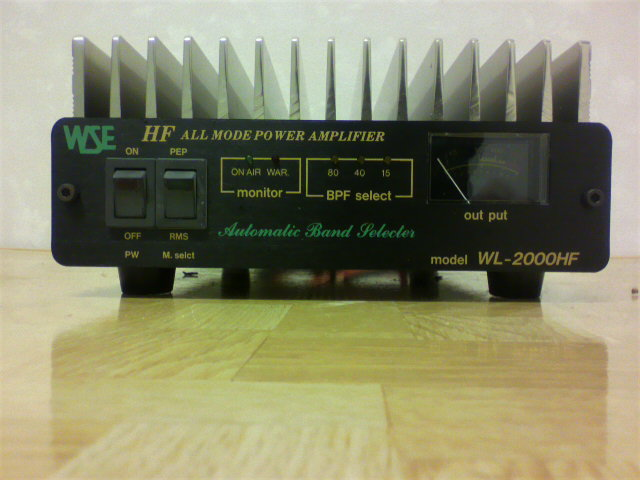 WSE HF ALL MODE POWER AMPLIFIER
ON PEP
ON AIR WAR.
monitor
80 40 15
BPF select
out put
OFF RMS
PW M. selct
Automatic Band Selecter
model WL-2000HF